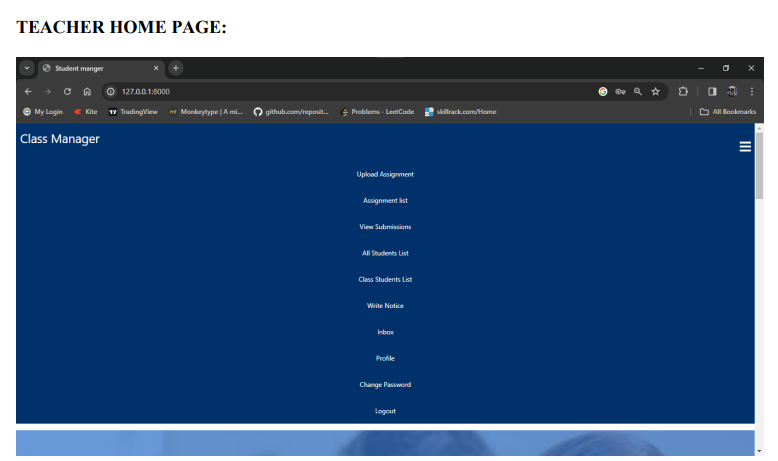 TEACHER HOME PAGE:
Student manger
127.0.0.1:8000
My Login Kite TradingView Monkeytype | A mi... github.com/reposit... Problems - LeetCode skillrack.com/Home All Bookmarks
Class Manager
Upload Assignment
Assignment list
View Submissions
All Students List
Class Students List
Write Notice
Inbox
Profile
Change Password
Logout